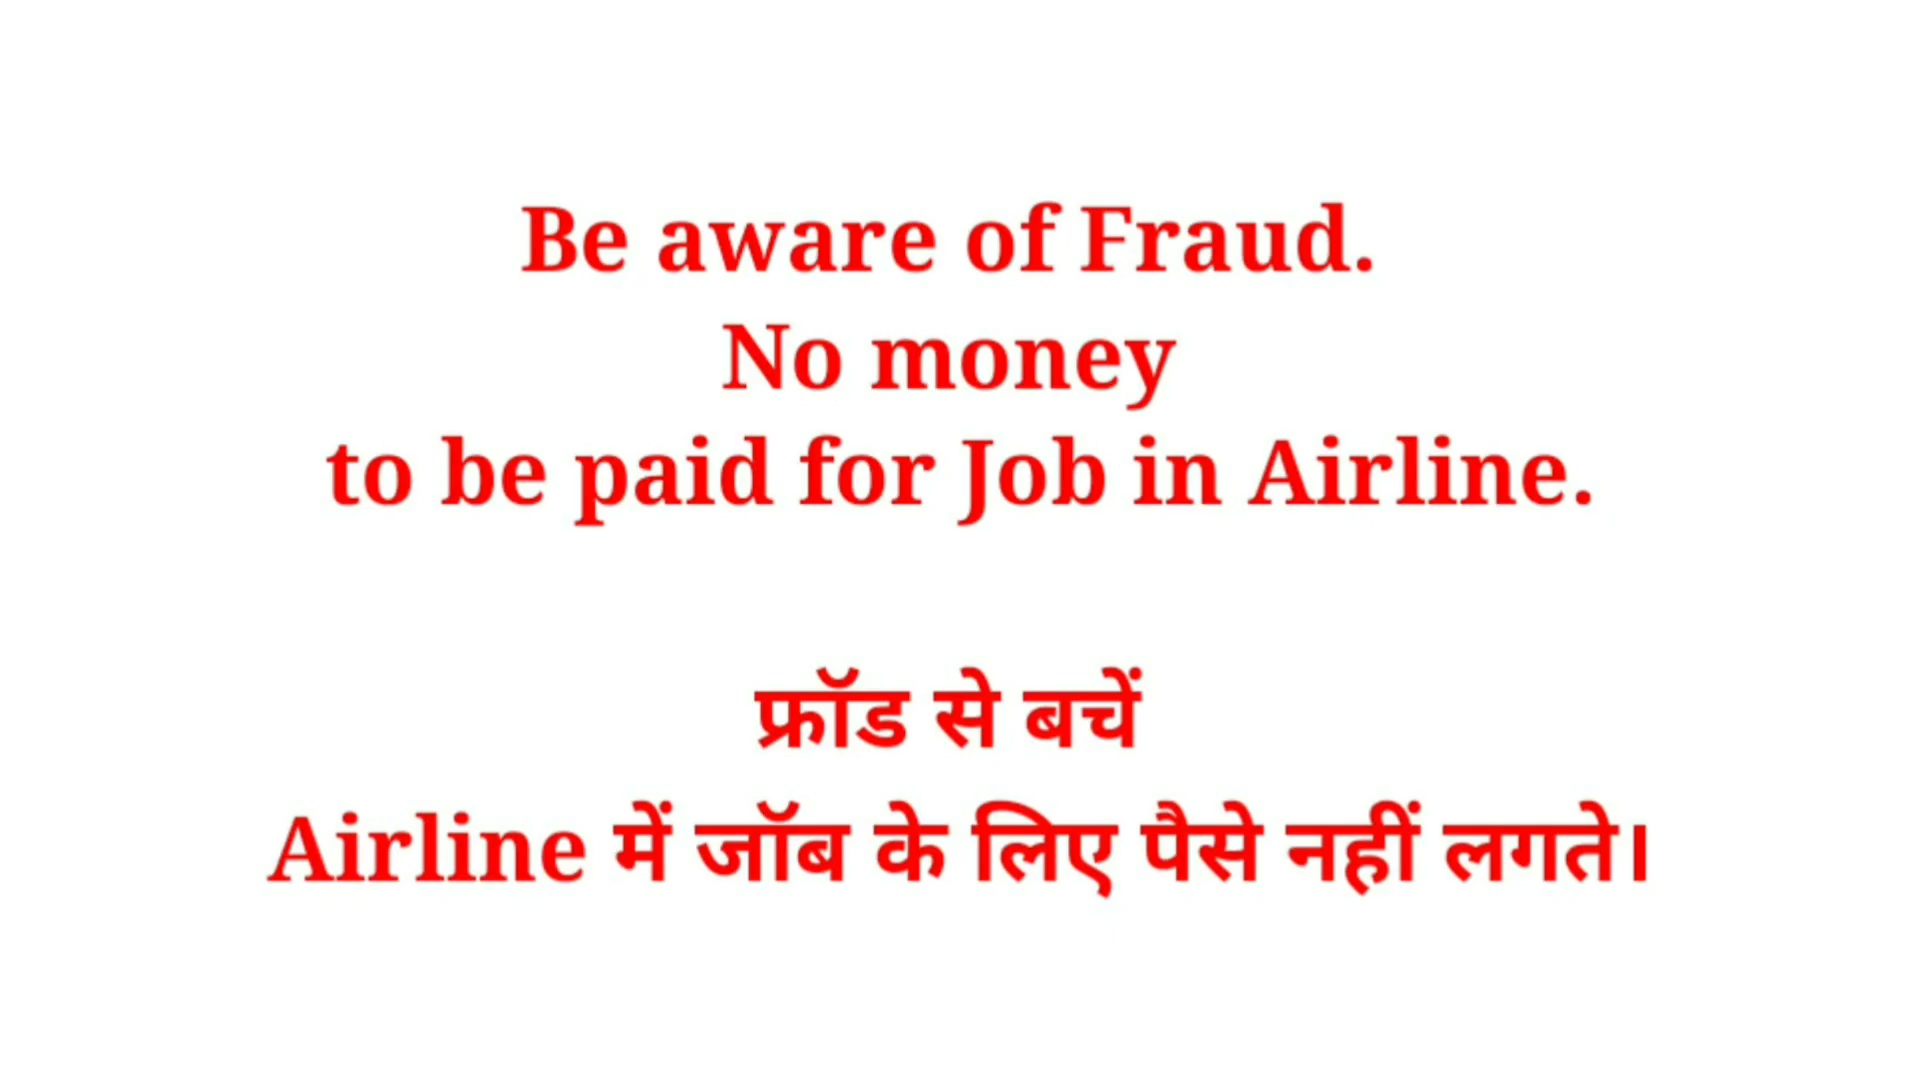 Be aware of Fraud.
No money
to be paid for Job in Airline.
फ्रॉड से बचें
Airline में जॉब के लिए पैसे नहीं लगते।